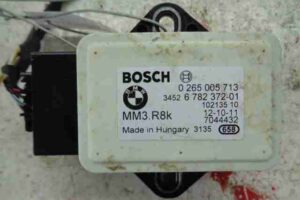 BOSCH
0 265 005 713
3452 6 782 372-01
102135 10
MM3.R8k 12-10-11
7044432
Made in Hungary 3135 658